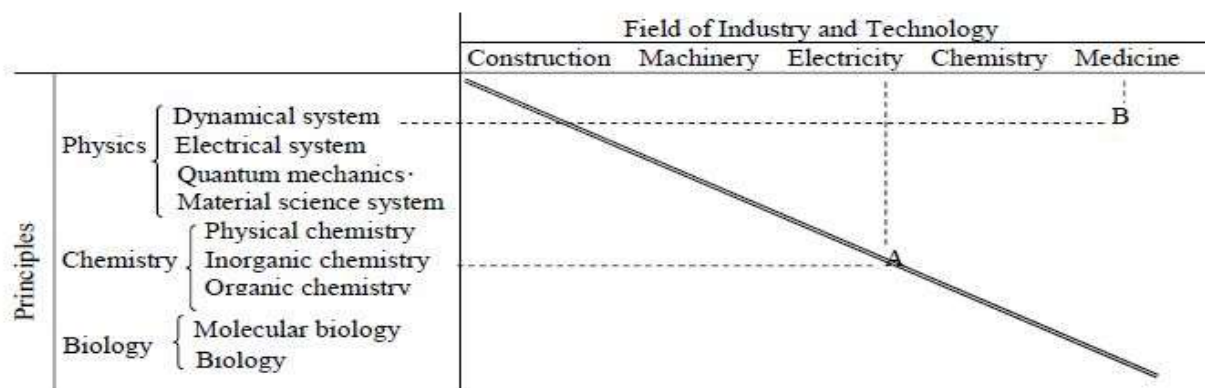 Field of Industry and Technology
Construction Machinery Electricity Chemistry Medicine
Principles
Physics
Dynamical system
Electrical system
Quantum mechanics·
Material science system
Chemistry
Physical chemistry
Inorganic chemistry
Organic chemistry
Biology
Molecular biology
Biology
B
A